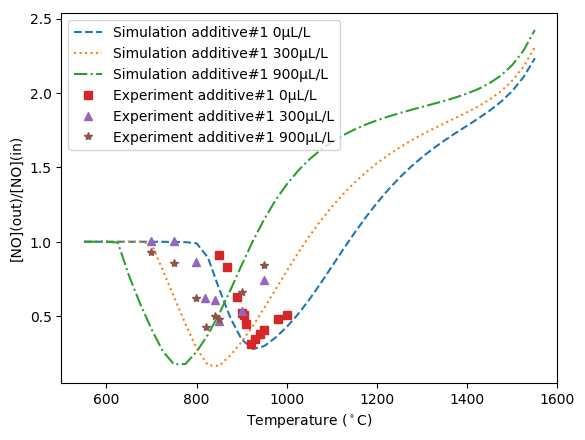 2.5
2.0
1.5
1.0
0.5
[NO](out)/[NO](in)
Simulation additive#1 0μL/L
Simulation additive#1 300μL/L
Simulation additive#1 900μL/L
Experiment additive#1 0μL/L
Experiment additive#1 300μL/L
Experiment additive#1 900μL/L
600 800 1000 1200 1400 1600
Temperature (°C)